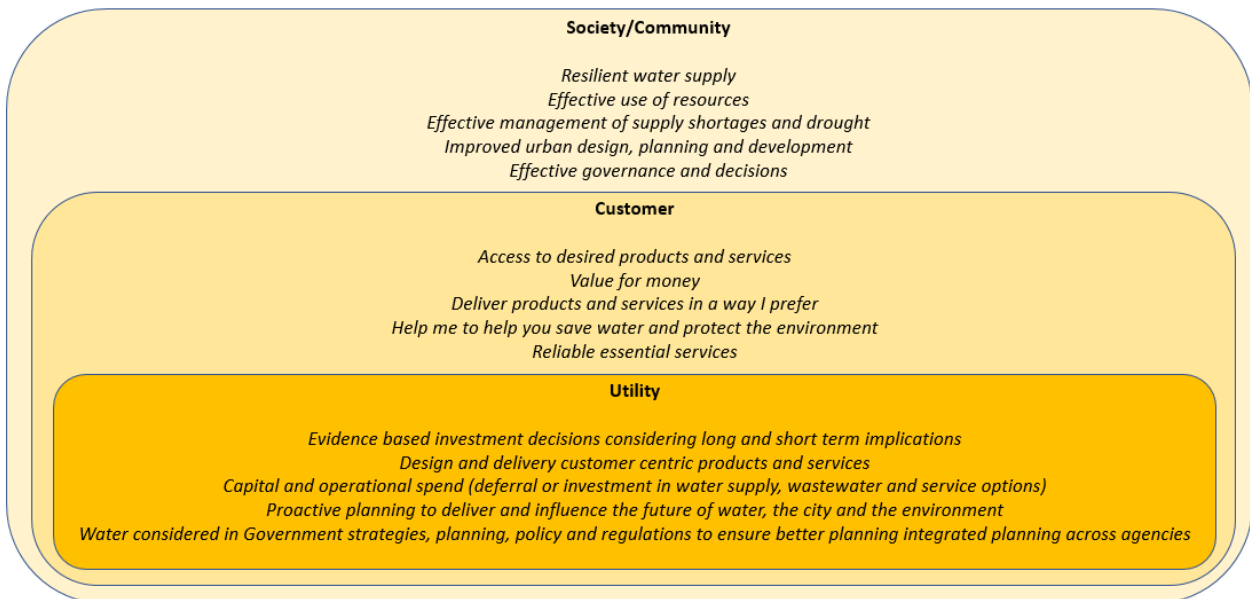 Society/Community
Resilient water supply
Effective use of resources
Effective management of supply shortages and drought
Improved urban design, planning and development
Effective governance and decisions
Customer
Access to desired products and services
Value for money
Deliver products and services in a way I prefer
Help me to help you save water and protect the environment
Reliable essential services
Utility
Evidence based investment decisions considering long and short term implications
Design and delivery customer centric products and services
Capital and operational spend (deferral or investment in water supply, wastewater and service options)
Proactive planning to deliver and influence the future of water, the city and the environment
Water considered in Government strategies, planning, policy and regulations to ensure better planning integrated planning across agencies